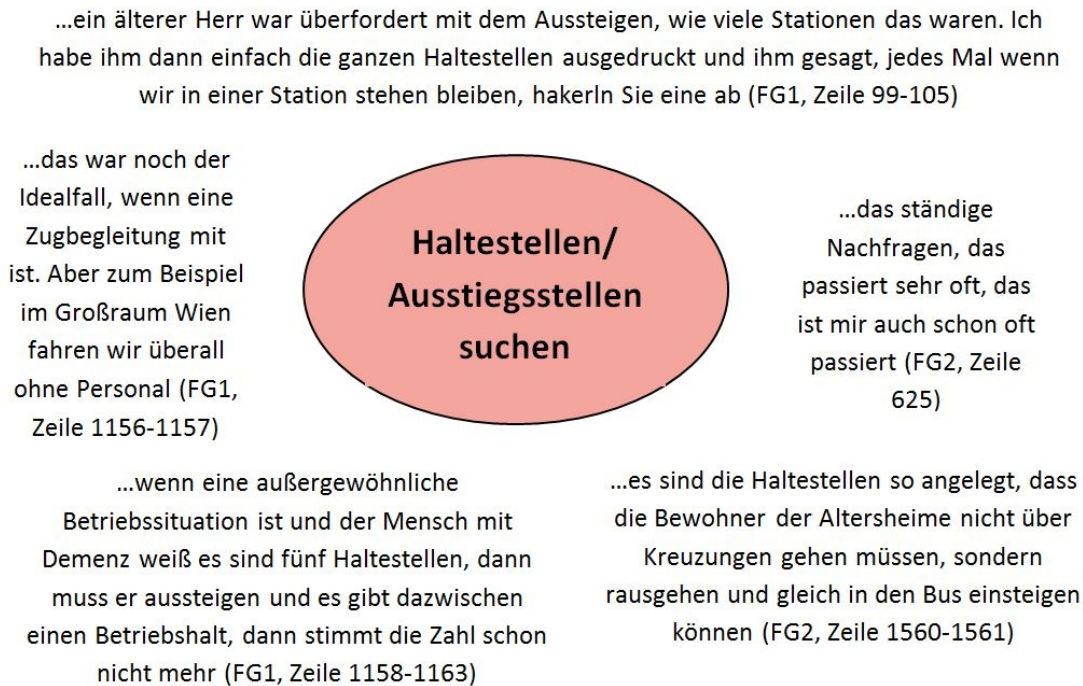 ...ein älterer Herr war überfordert mit dem Aussteigen, wie viele Stationen das waren. Ich
habe ihm dann einfach die ganzen Haltestellen ausgedruckt und ihm gesagt, jedes Mal wenn
wir in einer Station stehen bleiben, hakerln Sie eine ab (FG1, Zeile 99-105)
...das war noch der
Idealfall, wenn eine
Zugbegleitung mit
ist. Aber zum Beispiel
im Großraum Wien
fahren wir überall
ohne Personal (FG1,
Zeile 1156-1157)
Haltestellen/
Ausstiegsstellen
suchen
...das ständige
Nachfragen, das
passiert sehr oft, das
ist mir auch schon oft
passiert (FG2, Zeile
625)
...wenn eine außergewöhnliche
Betriebssituation ist und der Mensch mit
Demenz weiß es sind fünf Haltestellen, dann
muss er aussteigen und es gibt dazwischen
einen Betriebshalt, dann stimmt die Zahl schon
nicht mehr (FG1, Zeile 1158-1163)
...es sind die Haltestellen so angelegt, dass
die Bewohner der Altersheime nicht über
Kreuzungen gehen müssen, sondern
rausgehen und gleich in den Bus einsteigen
können (FG2, Zeile 1560-1561)